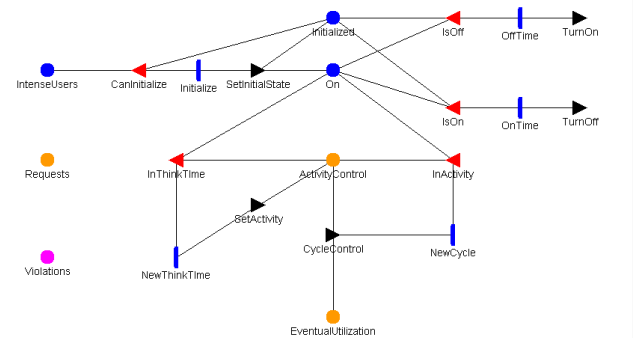 Initialized
IsOff
OffTime
TurnOn
IntenseUsers
CanInitialize
Initialize
SetInitialState
On
IsOn
OnTime
TurnOff
Requests
InThinkTIme
ActivityControl
InActivity
SetActivity
CycleControl
NewCycle
Violations
NewThinkTIme
EventualUtilization